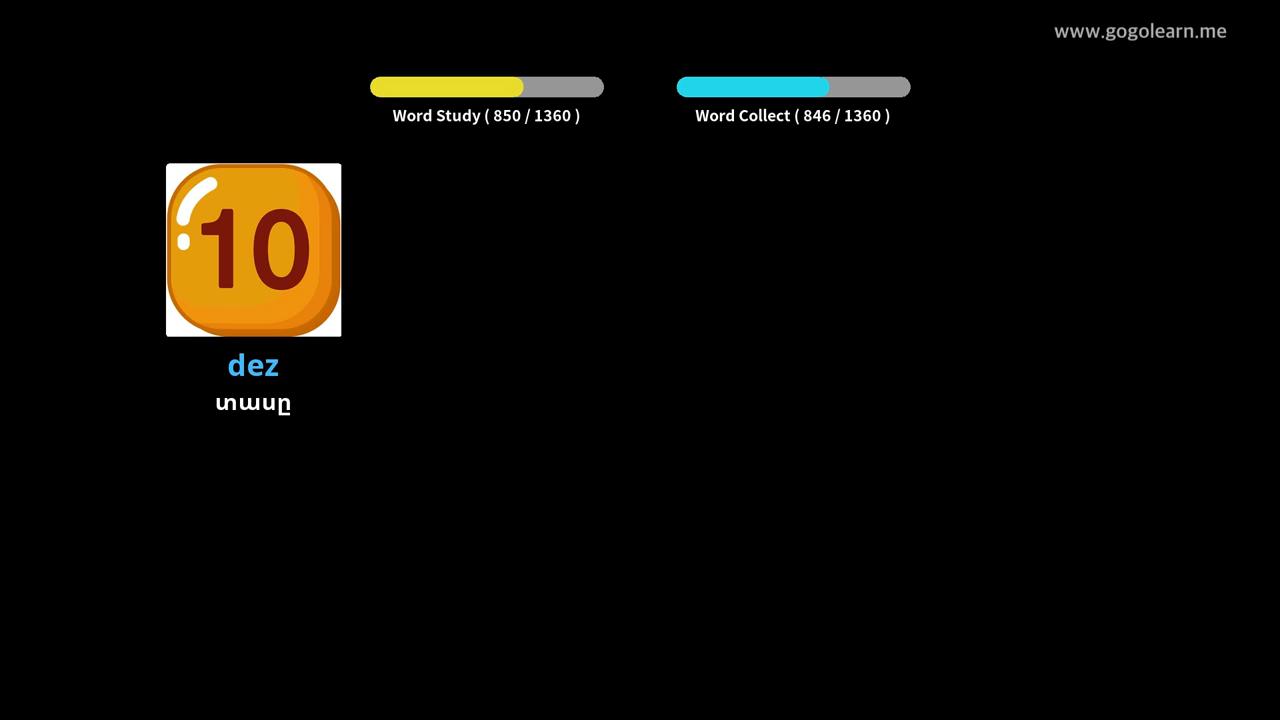 www.gogolearn.me
Word Study ( 850 / 1360 )
Word Collect ( 846 / 1360 )
10
dez
տասը